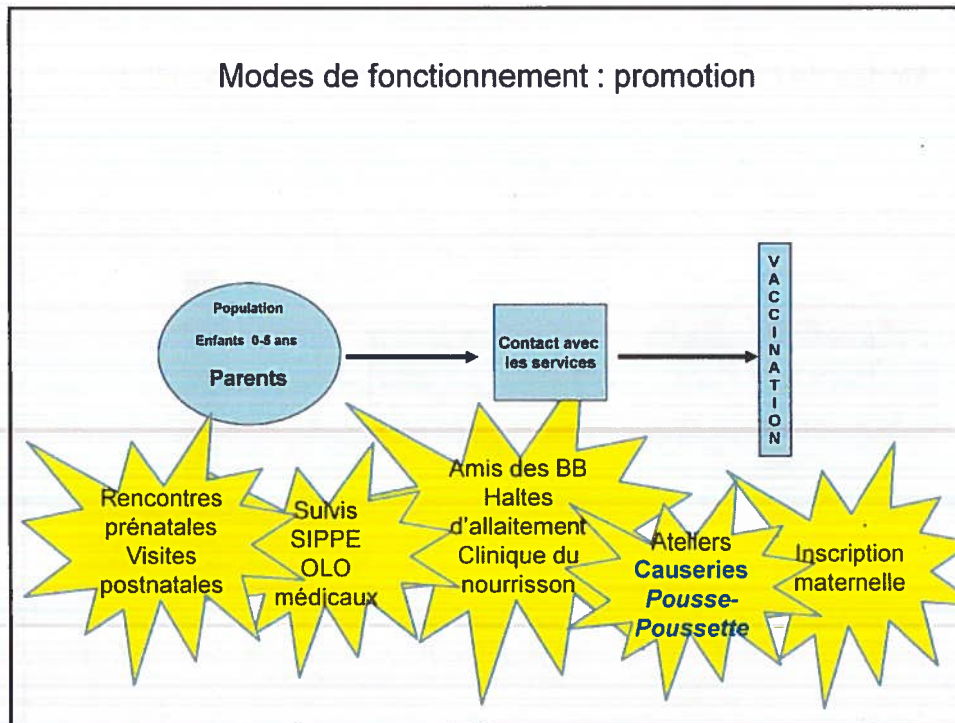 Modes de fonctionnement : promotion
Population
Enfants 0-5 ans
Parents
Contact avec
les services
VACCINATION
Rencontres
prénatales
Visites
postnatales
Suivis
SIPPE
OLO
médicaux
Amis des BB
Haltes
d'allaitement
Clinique du
nourrisson
Ateliers
Causeries
Pousse-
Poussette
Inscription
maternelle